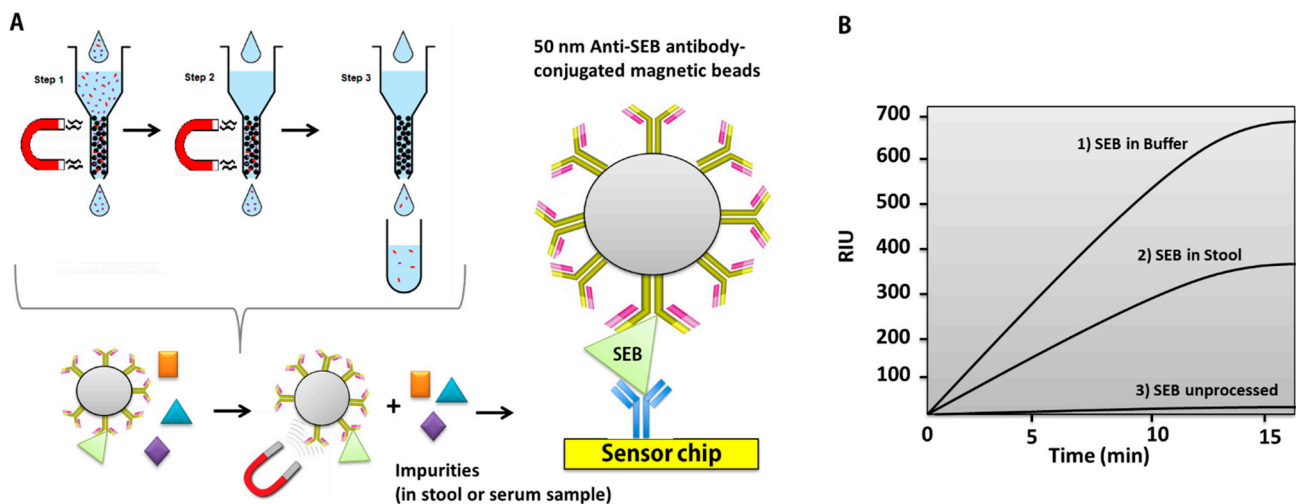 A
Step 1
Step 2
Step 3
50 nm Anti-SEB antibody-
conjugated magnetic beads
SEB
Sensor chip
+
Impurities
(in stool or serum sample)
B
700
600
500
400
300
200
100
RIU
1) SEB in Buffer
2) SEB in Stool
3) SEB unprocessed
0
5
10
15
Time (min)